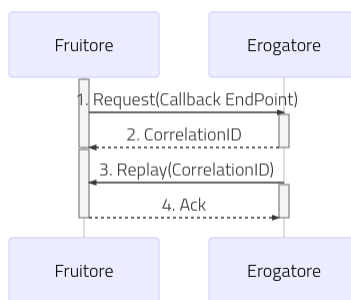 Fruitore
Erogatore
1. Request(Callback EndPoint)
2. CorrelationID
3. Replay(CorrelationID)
4. Ack
Fruitore
Erogatore